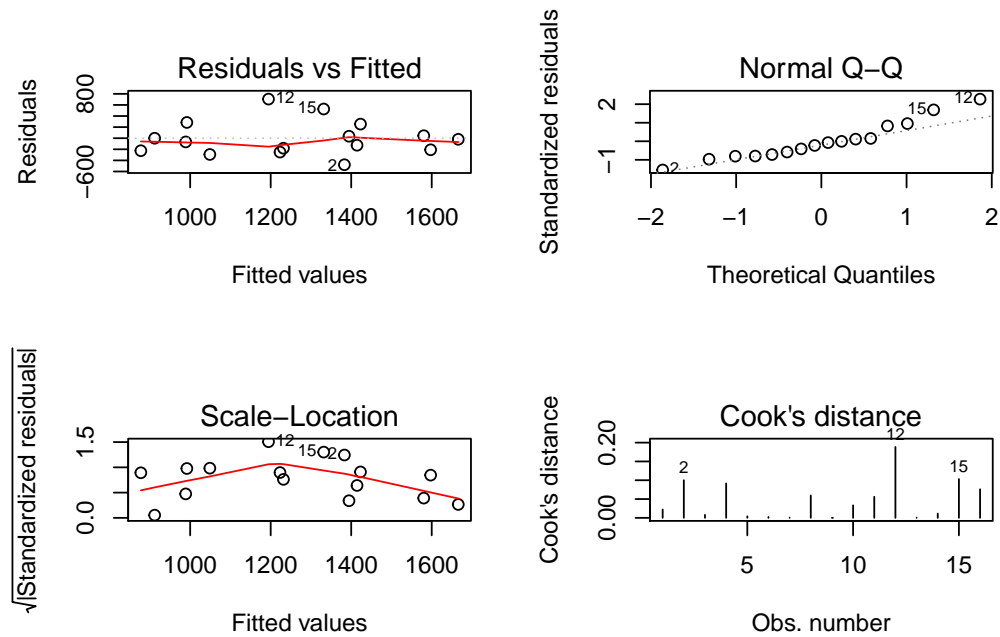 Residuals vs Fitted
Residuals
800
−600
12
15
2
1000 1200 1400 1600
Fitted values
Normal Q−Q
Standardized residuals
2
−1
12
15
2
−2 −1 0 1 2
Theoretical Quantiles
Scale−Location
√|Standardized residuals|
1.5
0.0
12
15 2
1000 1200 1400 1600
Fitted values
Cook's distance
Cook's distance
0.20
0.00
12
2
15
5 10 15
Obs. number